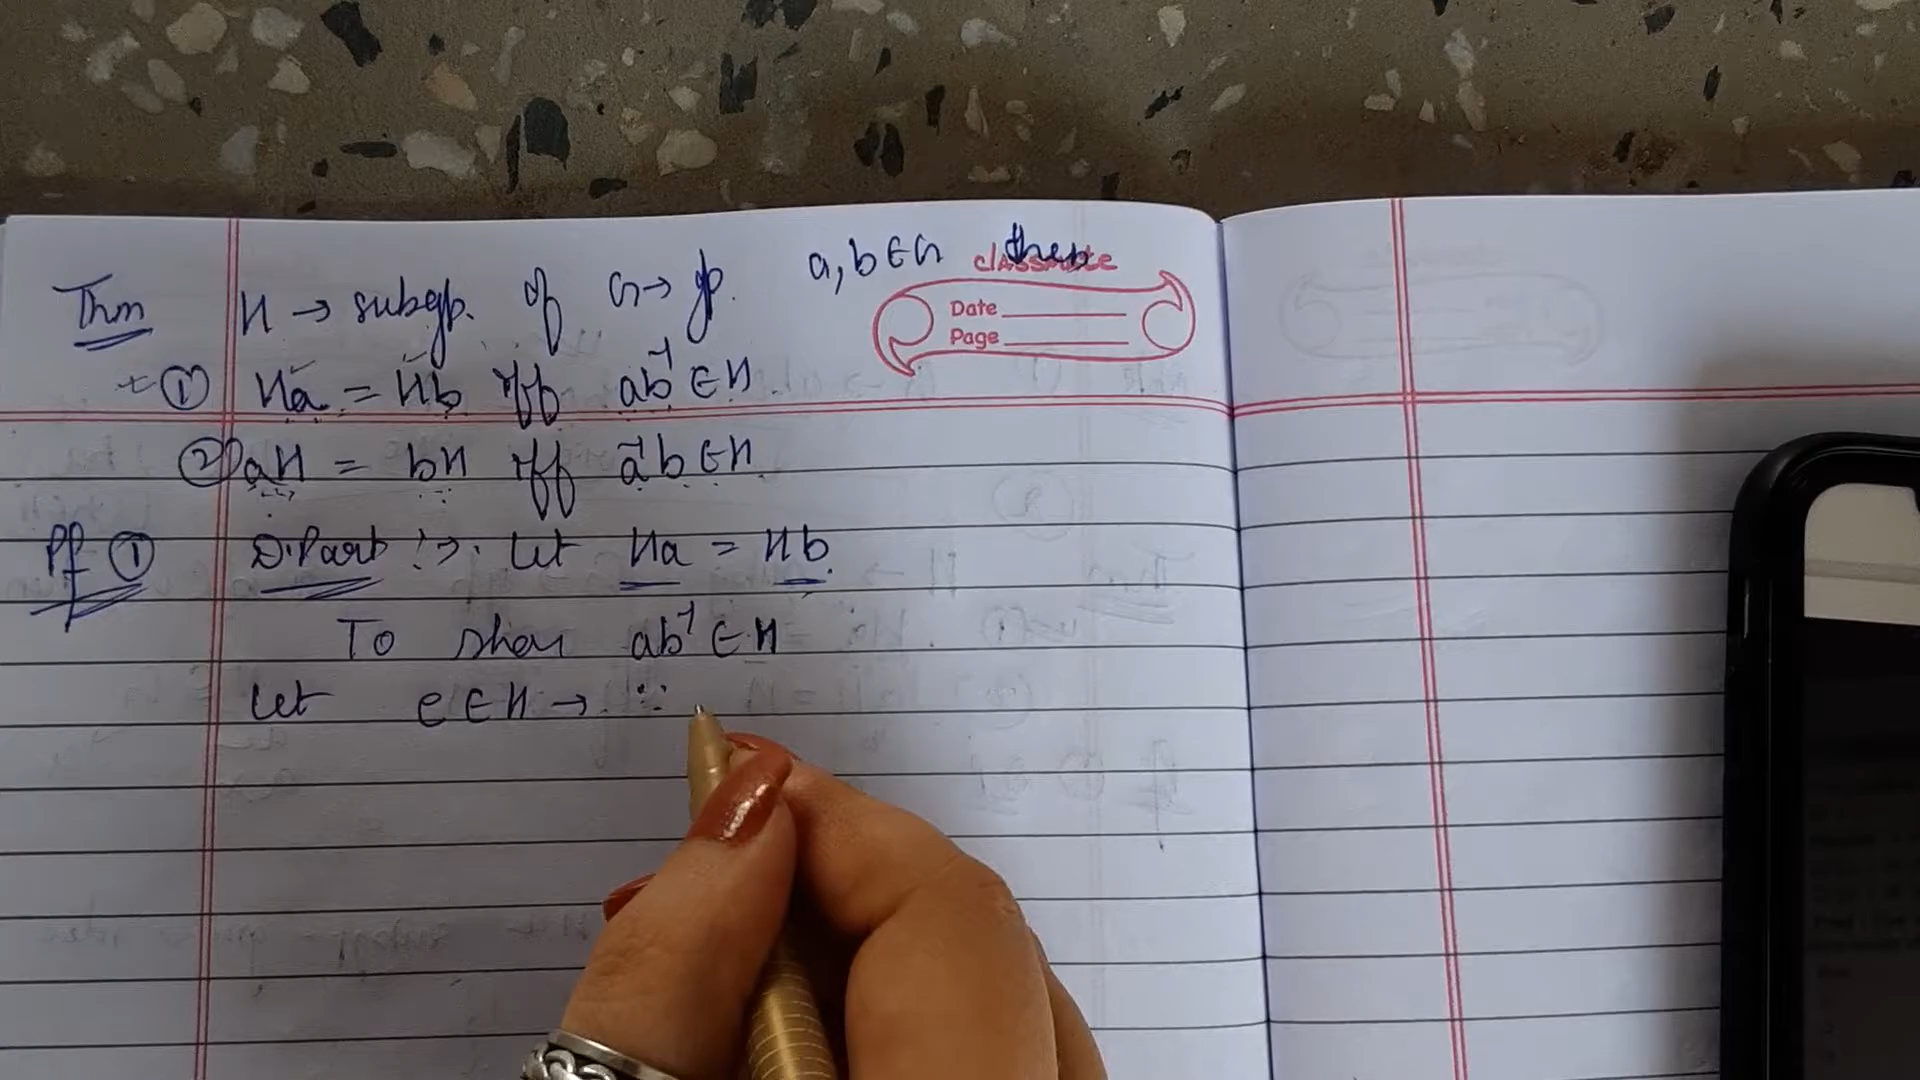 Thm H → subgp. of G → gp. a, b ∈ G then
classmate
Date
Page
① Ha = Hb iff ab⁻¹ ∈ H
② aH = bH iff a⁻¹b ∈ H
Pf ① D.Part :⇒. Let Ha = Hb.
To show ab⁻¹ ∈ H
Let e ∈ H → ∵